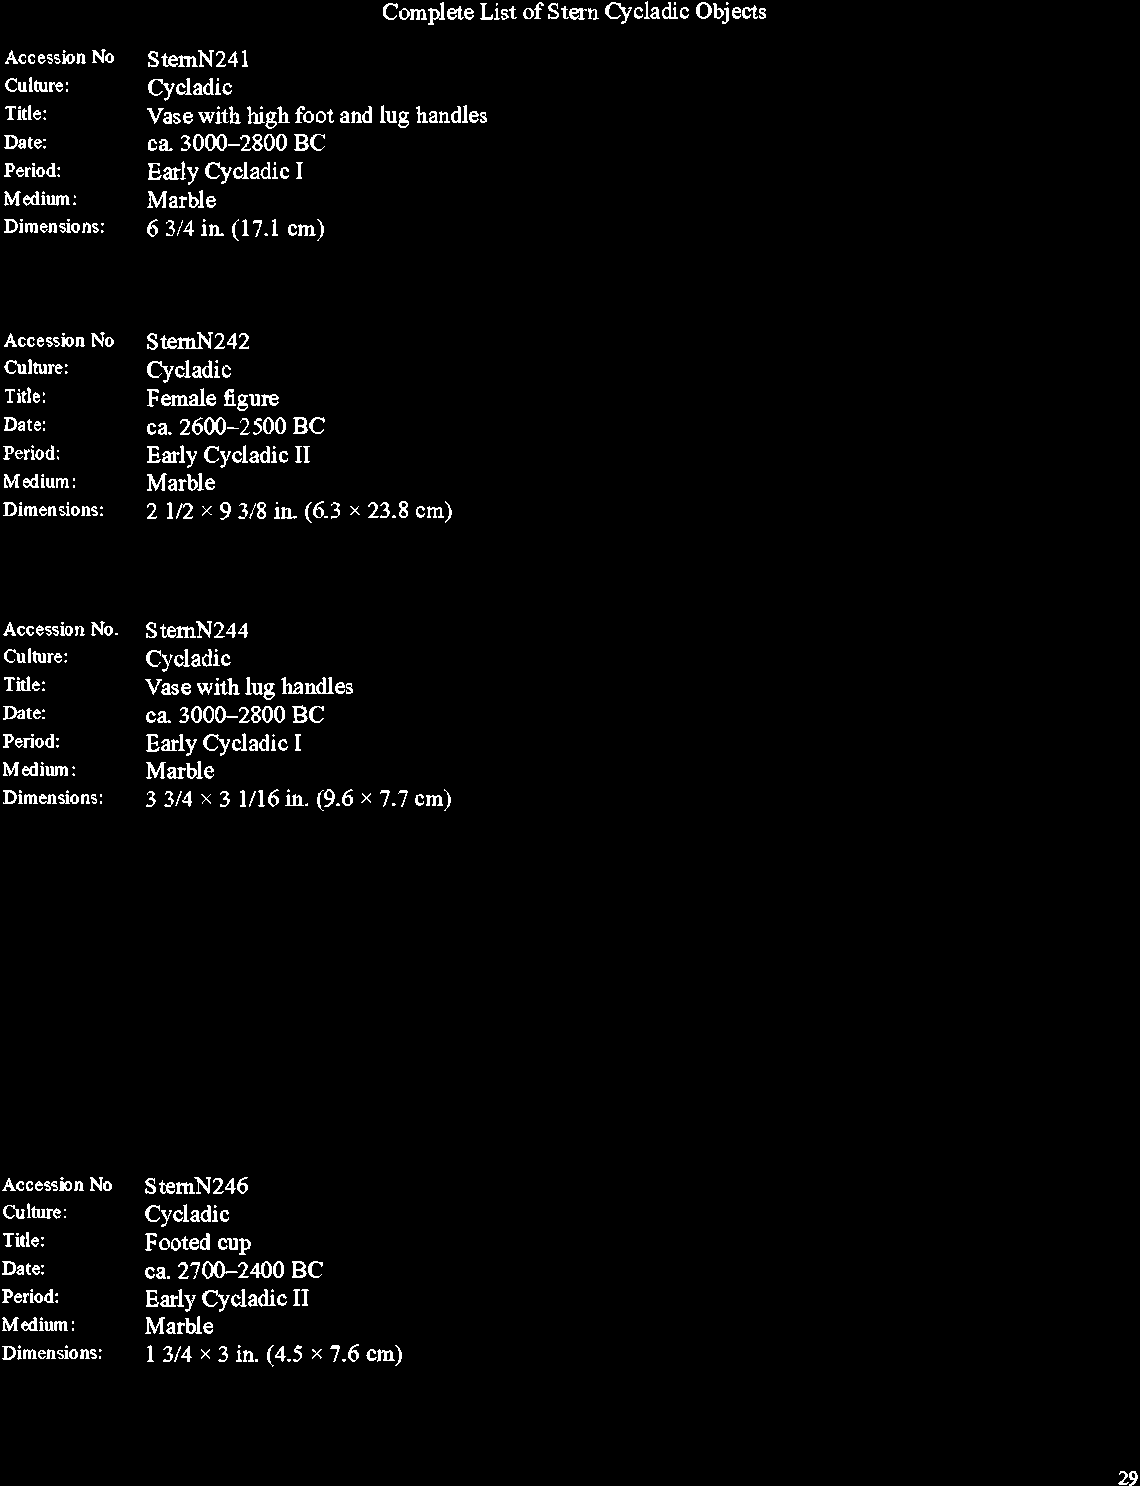 Complete List of Stern Cycladic Objects
Accession No SternN241
Culture: Cycladic
Title: Vase with high foot and lug handles
Date: ca. 3000–2800 BC
Period: Early Cycladic I
Medium: Marble
Dimensions: 6 3/4 in. (17.1 cm)
Accession No SternN242
Culture: Cycladic
Title: Female figure
Date: ca. 2600–2500 BC
Period: Early Cycladic II
Medium: Marble
Dimensions: 2 1/2 × 9 3/8 in. (6.3 × 23.8 cm)
Accession No. SternN244
Culture: Cycladic
Title: Vase with lug handles
Date: ca. 3000–2800 BC
Period: Early Cycladic I
Medium: Marble
Dimensions: 3 3/4 × 3 1/16 in. (9.6 × 7.7 cm)
Accession No SternN246
Culture: Cycladic
Title: Footed cup
Date: ca. 2700–2400 BC
Period: Early Cycladic II
Medium: Marble
Dimensions: 1 3/4 × 3 in. (4.5 × 7.6 cm)
29